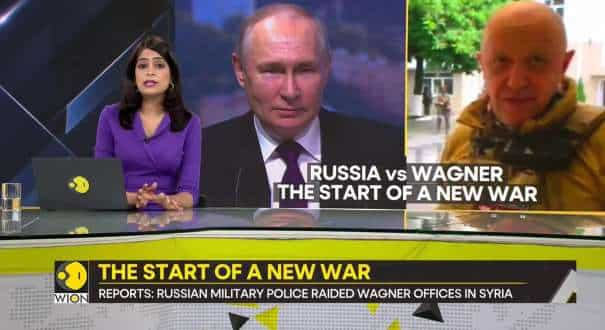 RUSSIA vs WAGNER
THE START OF A NEW WAR
THE START OF A NEW WAR
REPORTS: RUSSIAN MILITARY POLICE RAIDED WAGNER OFFICES IN SYRIA
WION